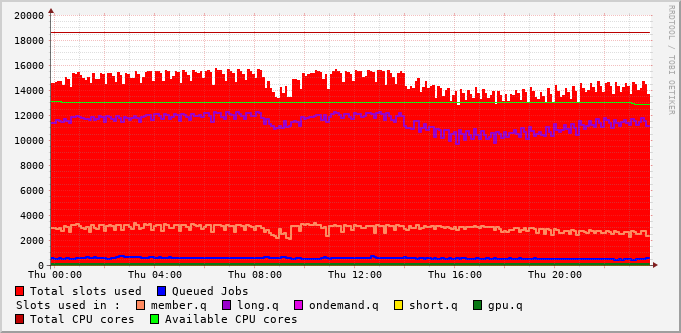 RRDTOOL / TOBI OETIKER
20000
18000
16000
14000
12000
10000
8000
6000
4000
2000
0
Thu 00:00 Thu 04:00 Thu 08:00 Thu 12:00 Thu 16:00 Thu 20:00
Total slots used Queued Jobs
Slots used in : member.q long.q ondemand.q short.q gpu.q
Total CPU cores Available CPU cores